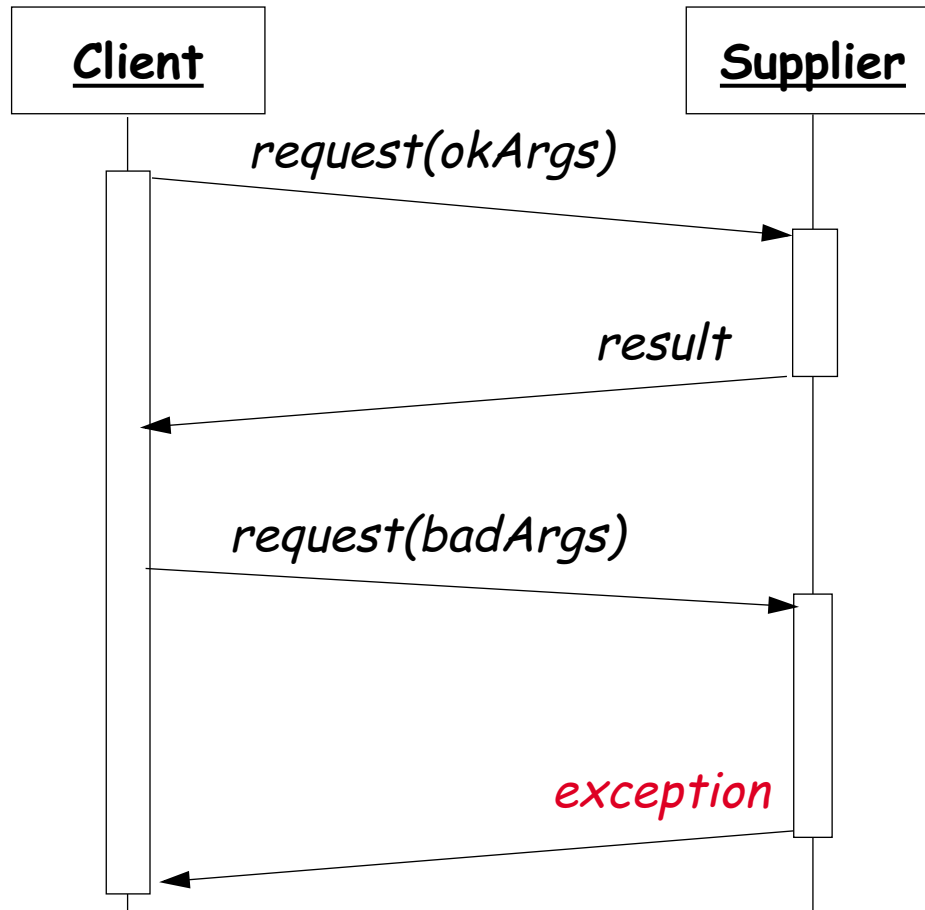 Client
Supplier
request(okArgs)
result
request(badArgs)
exception